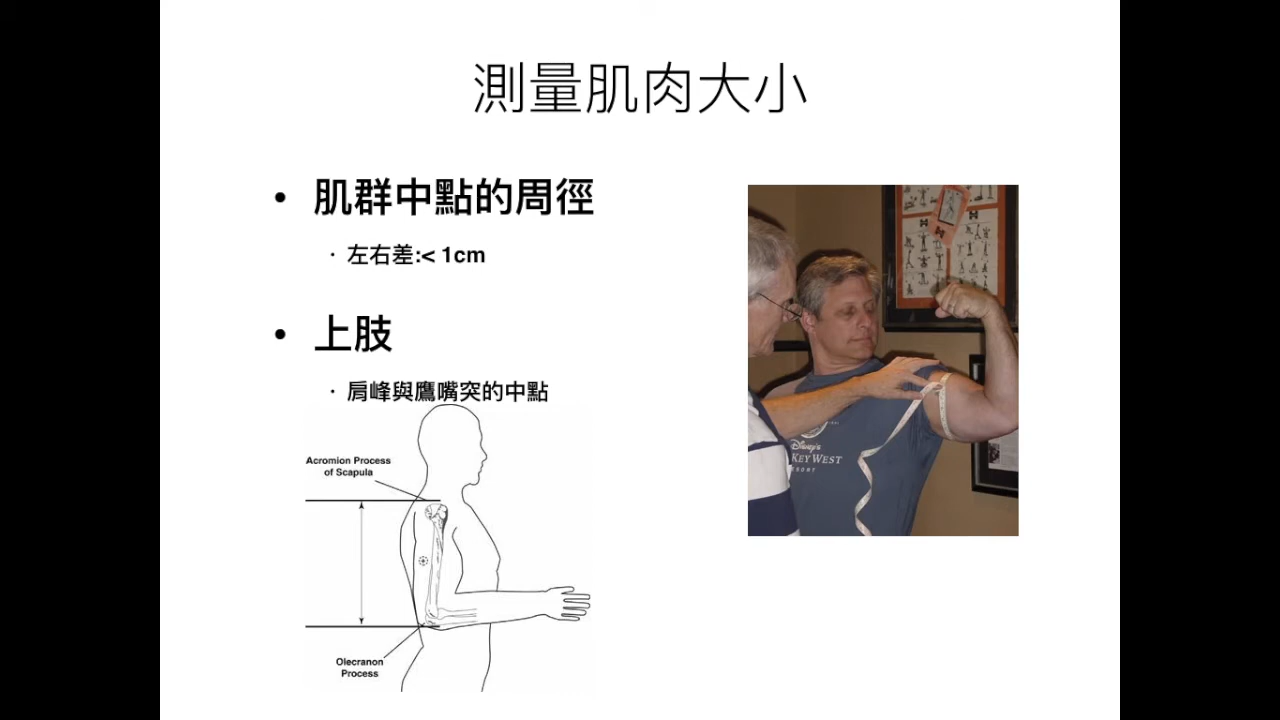 測量肌肉大小
• 肌群中點的周徑
· 左右差:< 1cm
• 上肢
· 肩峰與鷹嘴突的中點
Acromion Process
of Scapula
Olecranon
Process
Disney's
KEY WEST
RESORT